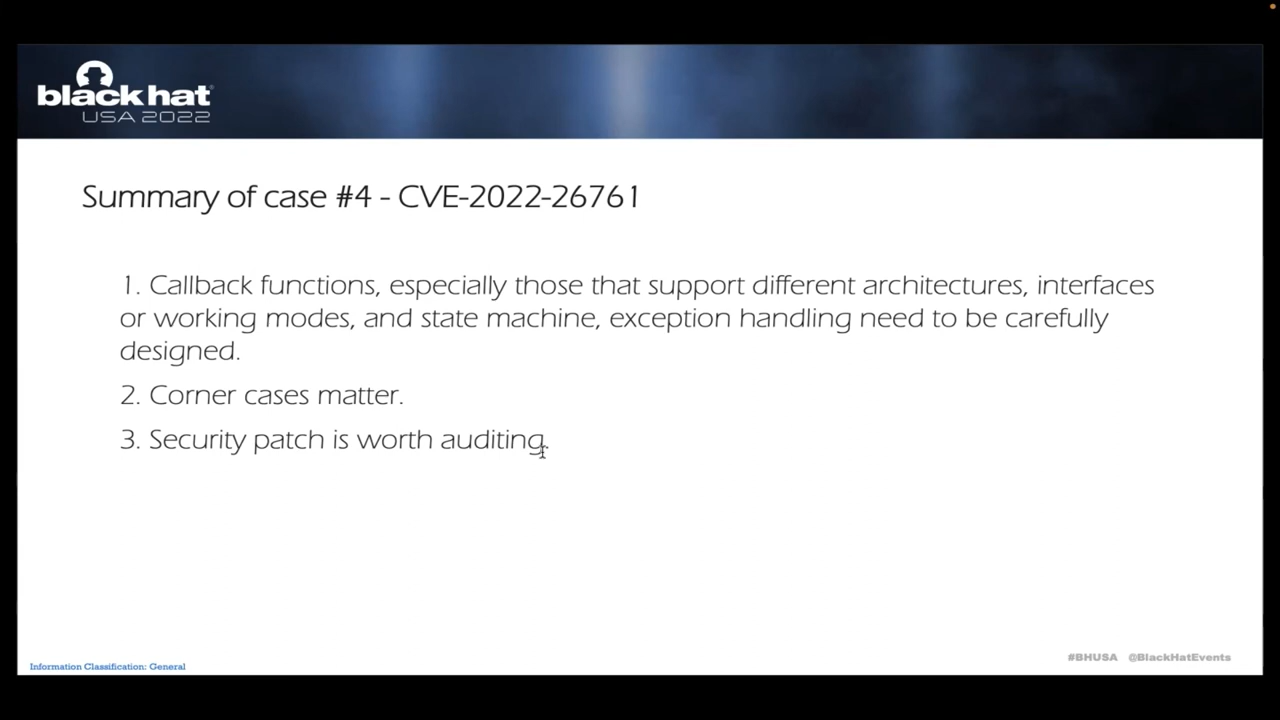 black hat
USA 2022
Summary of case #4 - CVE-2022-26761
1. Callback functions, especially those that support different architectures, interfaces
or working modes, and state machine, exception handling need to be carefully
designed.
2. Corner cases matter.
3. Security patch is worth auditing.
Information Classification: General
#BHUSA @BlackHatEvents